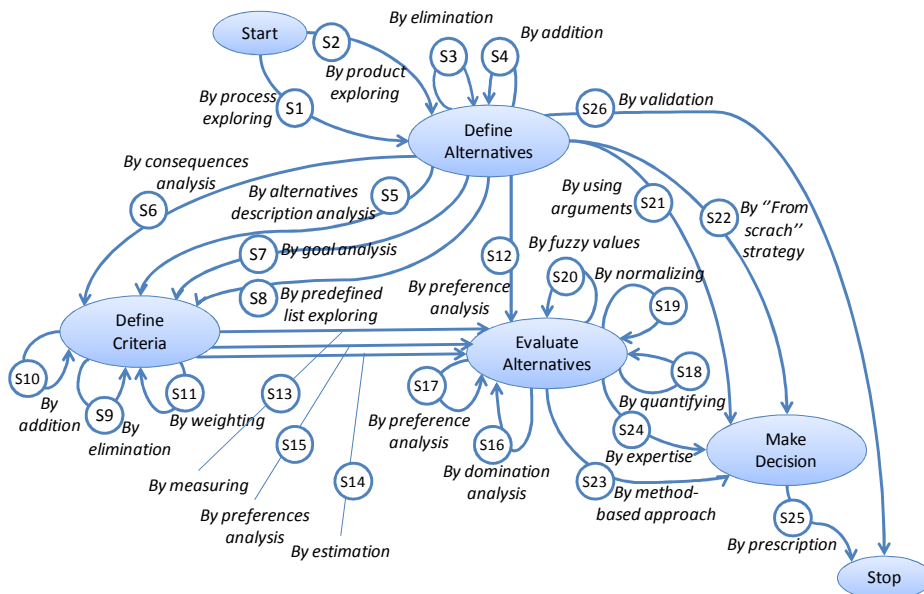 Start
S2
By product
exploring
By process
exploring
S1
By elimination
S3
S4
By addition
S26
By validation
Define
Alternatives
By consequences
analysis
S6
By alternatives
description analysis
S5
S7
By goal analysis
S8
By predefined
list exploring
S12
By preference
analysis
By using
arguments
S21
S22
By “From
scrach” 
strategy
By fuzzy values
S20
By normalizing
S19
Define
Criteria
Evaluate
Alternatives
S10
By
addition
S9
By
elimination
S11
By weighting
S13
By measuring
S15
By preferences
analysis
S14
By estimation
S17
By preference
analysis
S16
By domination
analysis
S18
By quantifying
S24
By expertise
S23
By method-
based approach
Make
Decision
S25
By prescription
Stop